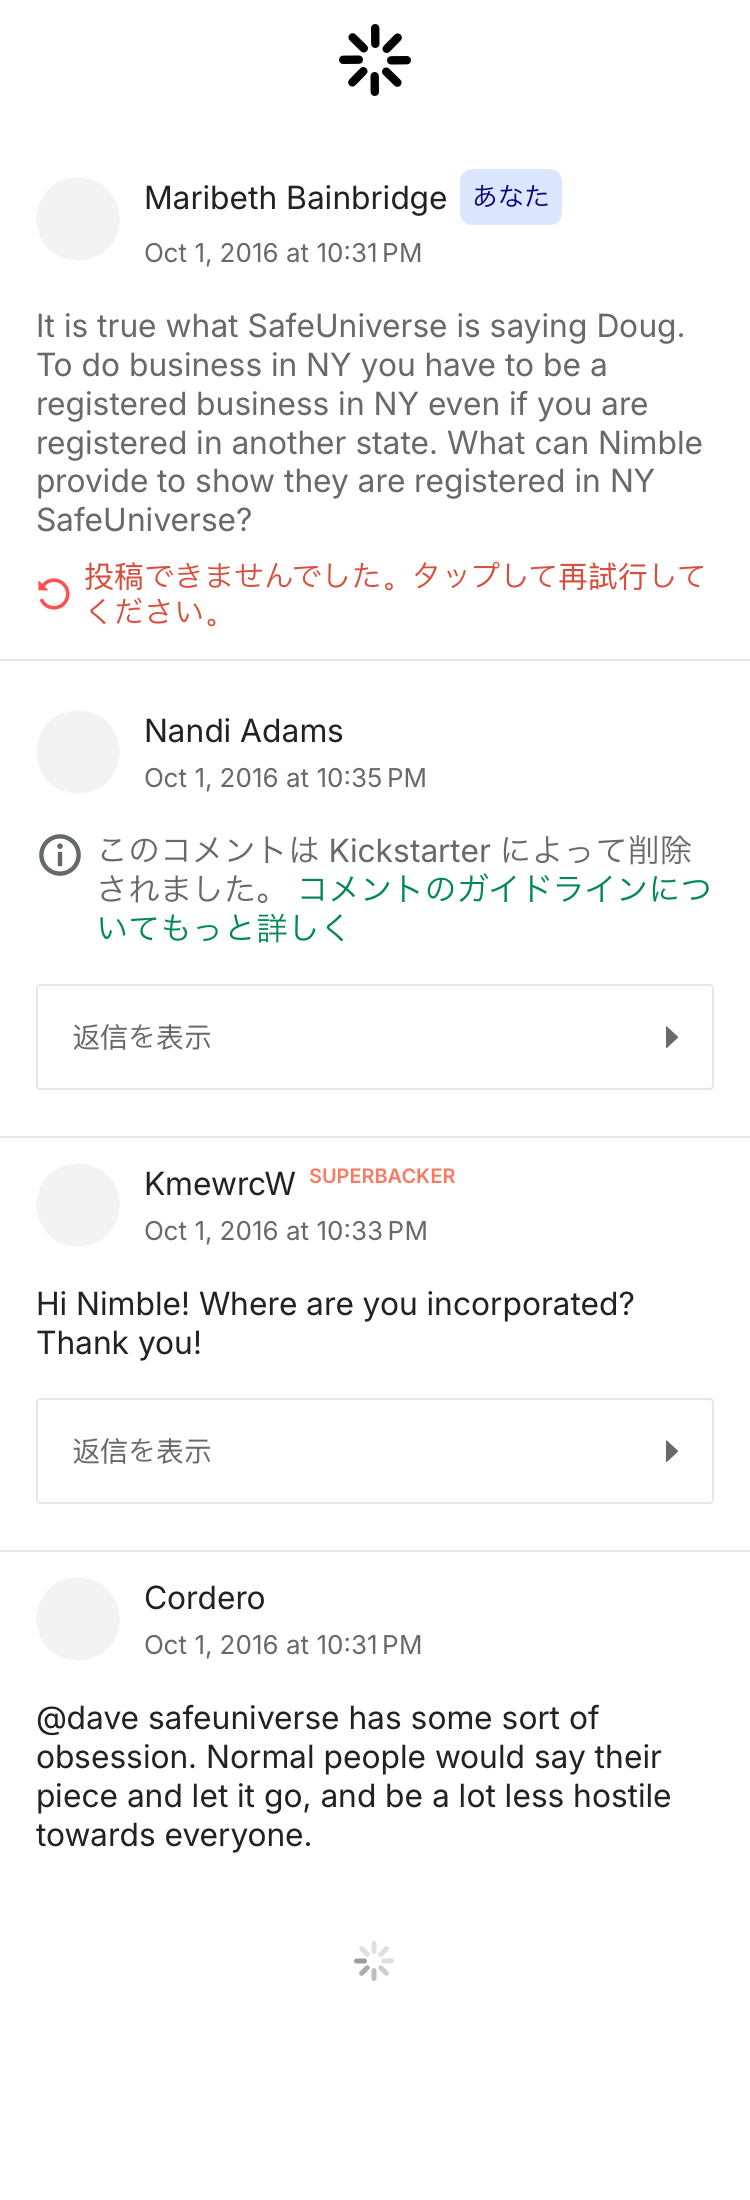 Maribeth Bainbridge あなた
Oct 1, 2016 at 10:31 PM
It is true what SafeUniverse is saying Doug.
To do business in NY you have to be a
registered business in NY even if you are
registered in another state. What can Nimble
provide to show they are registered in NY
SafeUniverse?
投稿できませんでした。タップして再試行して
ください。
Nandi Adams
Oct 1, 2016 at 10:35 PM
このコメントは Kickstarter によって削除
されました。 コメントのガイドラインにつ
いてもっと詳しく
返信を表示
KmewrcW SUPERBACKER
Oct 1, 2016 at 10:33 PM
Hi Nimble! Where are you incorporated?
Thank you!
返信を表示
Cordero
Oct 1, 2016 at 10:31 PM
@dave safeuniverse has some sort of
obsession. Normal people would say their
piece and let it go, and be a lot less hostile
towards everyone.